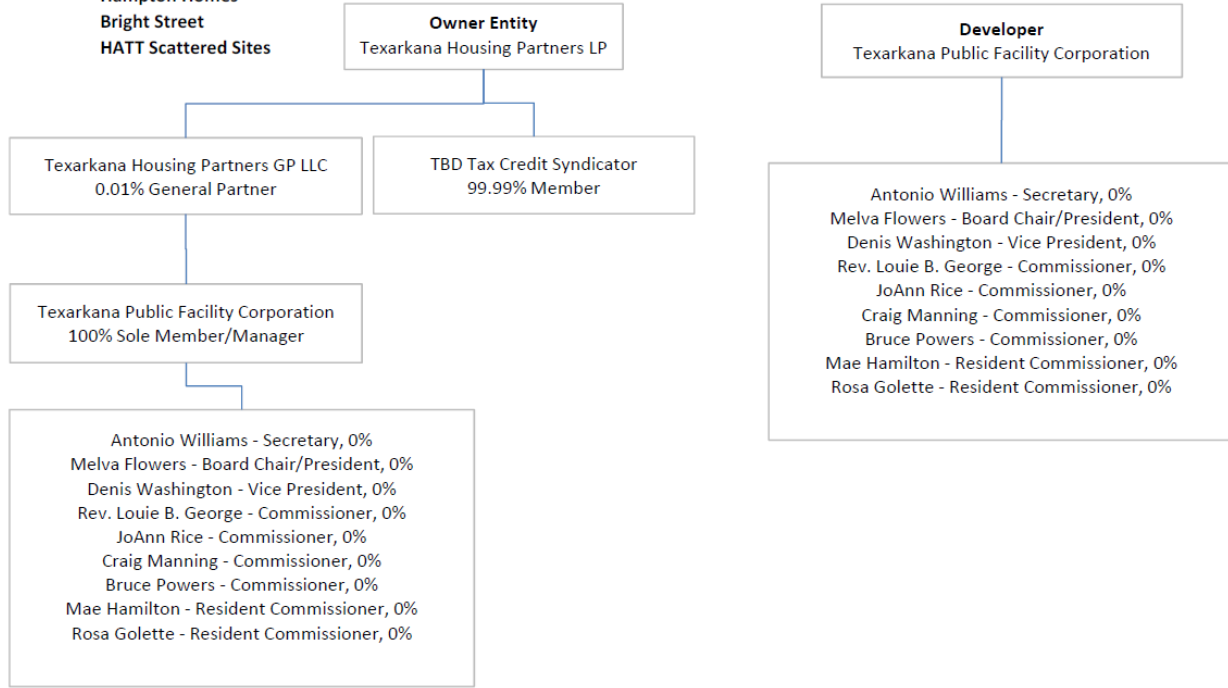 Hampton Homes
Bright Street
HATT Scattered Sites
Owner Entity
Texarkana Housing Partners LP
Developer
Texarkana Public Facility Corporation
Texarkana Housing Partners GP LLC
0.01% General Partner
TBD Tax Credit Syndicator
99.99% Member
Texarkana Public Facility Corporation
100% Sole Member/Manager
Antonio Williams - Secretary, 0%
Melva Flowers - Board Chair/President, 0%
Denis Washington - Vice President, 0%
Rev. Louie B. George - Commissioner, 0%
JoAnn Rice - Commissioner, 0%
Craig Manning - Commissioner, 0%
Bruce Powers - Commissioner, 0%
Mae Hamilton - Resident Commissioner, 0%
Rosa Golette - Resident Commissioner, 0%
Antonio Williams - Secretary, 0%
Melva Flowers - Board Chair/President, 0%
Denis Washington - Vice President, 0%
Rev. Louie B. George - Commissioner, 0%
JoAnn Rice - Commissioner, 0%
Craig Manning - Commissioner, 0%
Bruce Powers - Commissioner, 0%
Mae Hamilton - Resident Commissioner, 0%
Rosa Golette - Resident Commissioner, 0%